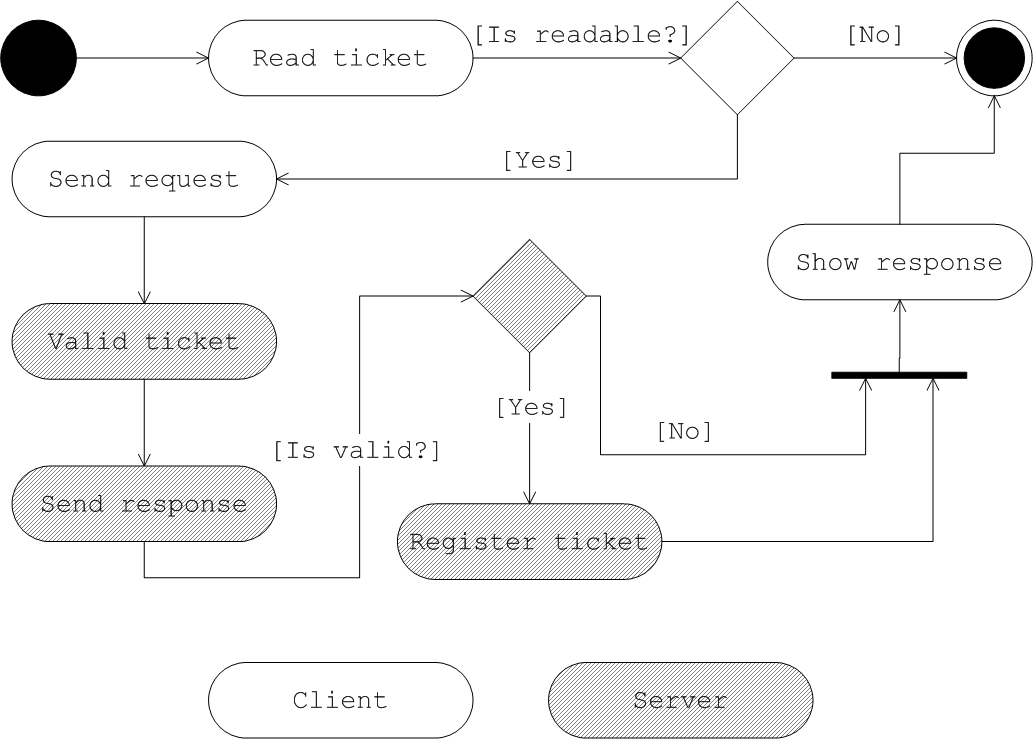 [Is readable?]
[No]
Read ticket
[Yes]
Send request
Show response
Valid ticket
[Yes]
[No]
[Is valid?]
Send response
Register ticket
Client
Server